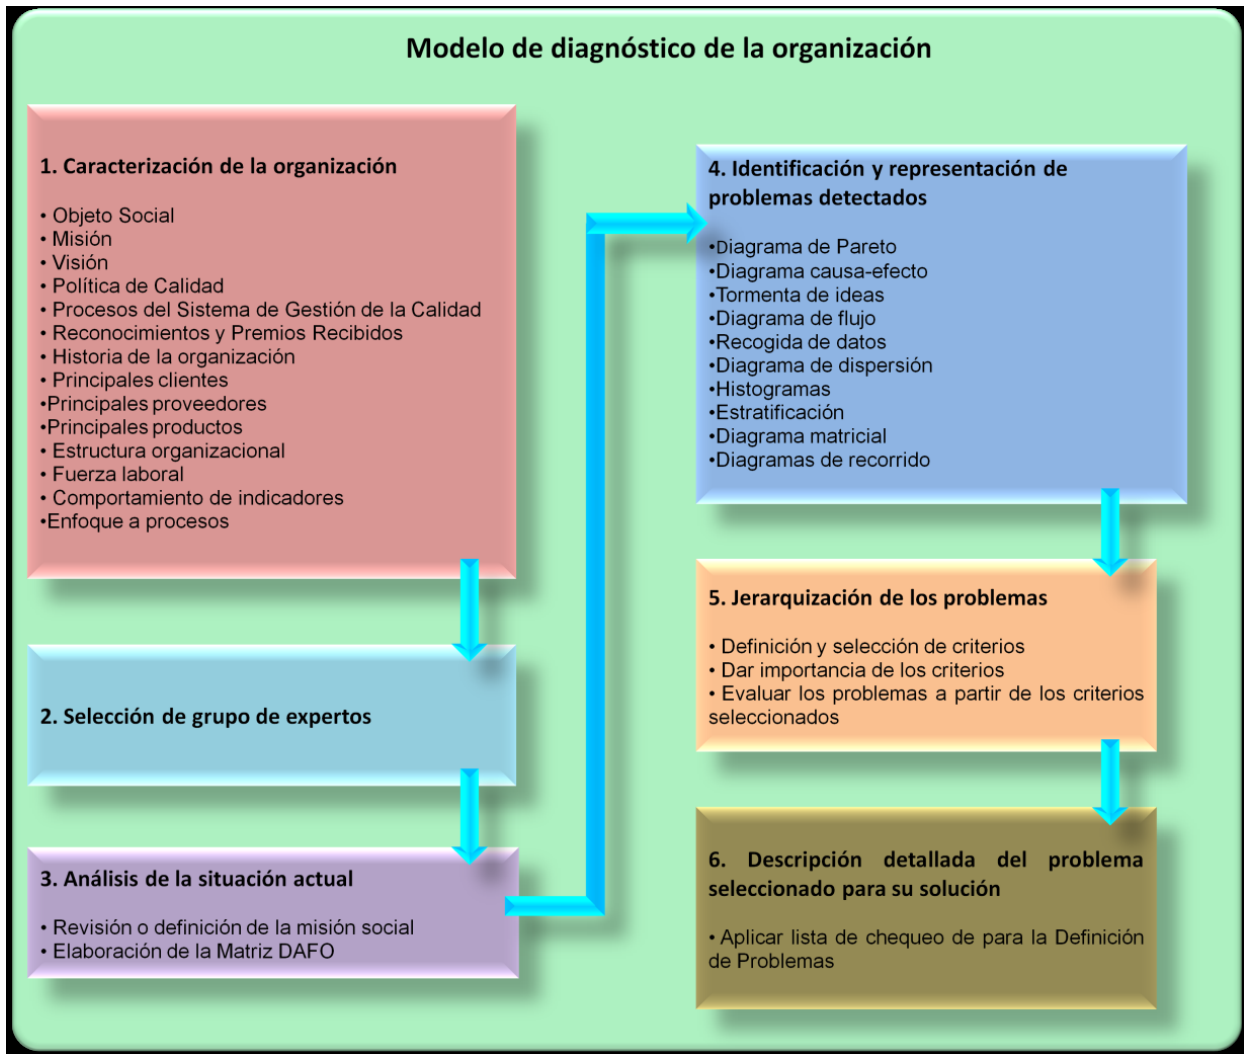 Modelo de diagnóstico de la organización
1. Caracterización de la organización
• Objeto Social
• Misión
• Visión
• Política de Calidad
• Procesos del Sistema de Gestión de la Calidad
• Reconocimientos y Premios Recibidos
• Historia de la organización
• Principales clientes
•Principales proveedores
•Principales productos
• Estructura organizacional
• Fuerza laboral
• Comportamiento de indicadores
•Enfoque a procesos
2. Selección de grupo de expertos
3. Análisis de la situación actual
• Revisión o definición de la misión social
• Elaboración de la Matriz DAFO
4. Identificación y representación de
problemas detectados
•Diagrama de Pareto
•Diagrama causa-efecto
•Tormenta de ideas
•Diagrama de flujo
•Recogida de datos
•Diagrama de dispersión
•Histogramas
•Estratificación
•Diagrama matricial
•Diagramas de recorrido
5. Jerarquización de los problemas
• Definición y selección de criterios
• Dar importancia de los criterios
• Evaluar los problemas a partir de los criterios
seleccionados
6. Descripción detallada del problema
seleccionado para su solución
• Aplicar lista de chequeo de para la Definición
de Problemas